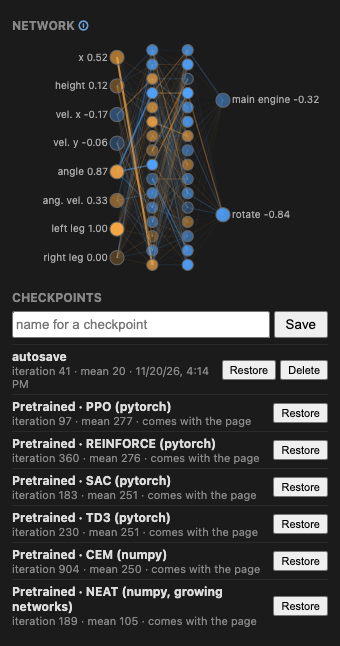 NETWORK ⓘ
x 0.52
height 0.12
vel. x -0.17
vel. y -0.06
angle 0.87
ang. vel. 0.33
left leg 1.00
right leg 0.00
main engine -0.32
rotate -0.84
CHECKPOINTS
name for a checkpoint Save
autosave
iteration 41 · mean 20 · 11/20/26, 4:14
PM
Restore Delete
Pretrained · PPO (pytorch)
iteration 97 · mean 277 · comes with the page
Restore
Pretrained · REINFORCE (pytorch)
iteration 360 · mean 276 · comes with the page
Restore
Pretrained · SAC (pytorch)
iteration 183 · mean 251 · comes with the page
Restore
Pretrained · TD3 (pytorch)
iteration 230 · mean 251 · comes with the page
Restore
Pretrained · CEM (numpy)
iteration 904 · mean 250 · comes with the page
Restore
Pretrained · NEAT (numpy, growing
networks)
iteration 189 · mean 105 · comes with the page
Restore